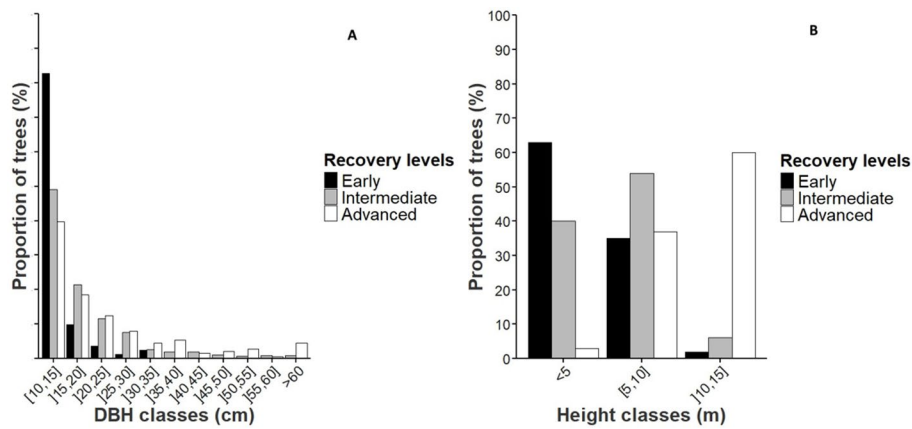 A
Proportion of trees (%)
Recovery levels
Early
Intermediate
Advanced
[10,15]
]15,20]
]20,25]
]25,30]
]30,35]
]35,40]
]40,45]
]45,50]
]50,55]
]55,60]
>60
DBH classes (cm)
B
Proportion of trees (%)
100
90
80
70
60
50
40
30
20
10
0
Recovery levels
Early
Intermediate
Advanced
<5
[5,10]
]10,15]
Height classes (m)